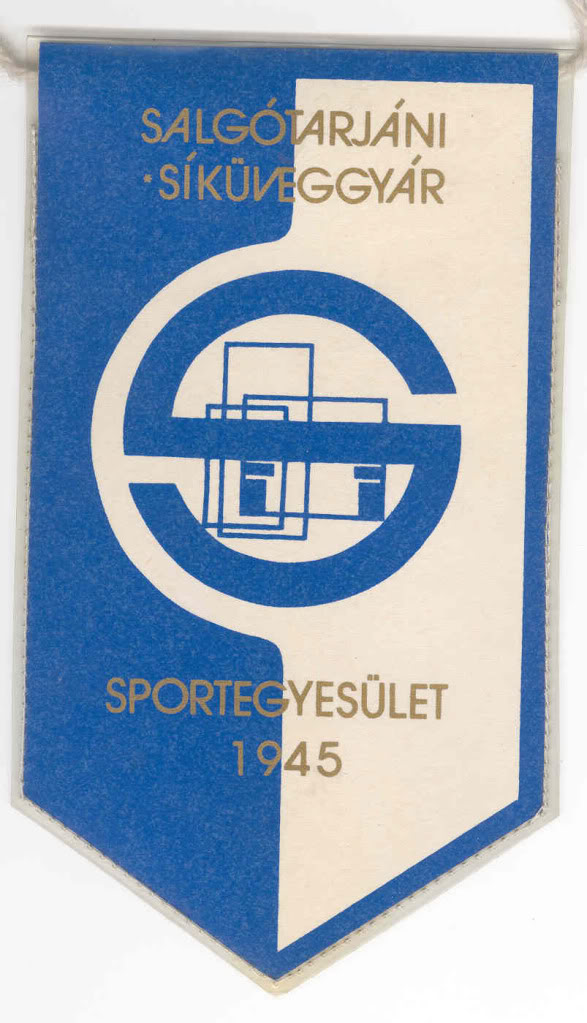 SALGÓTARJÁNI
*SÍKÜVEGGYÁR
SPORTEGYESÜLET
1945